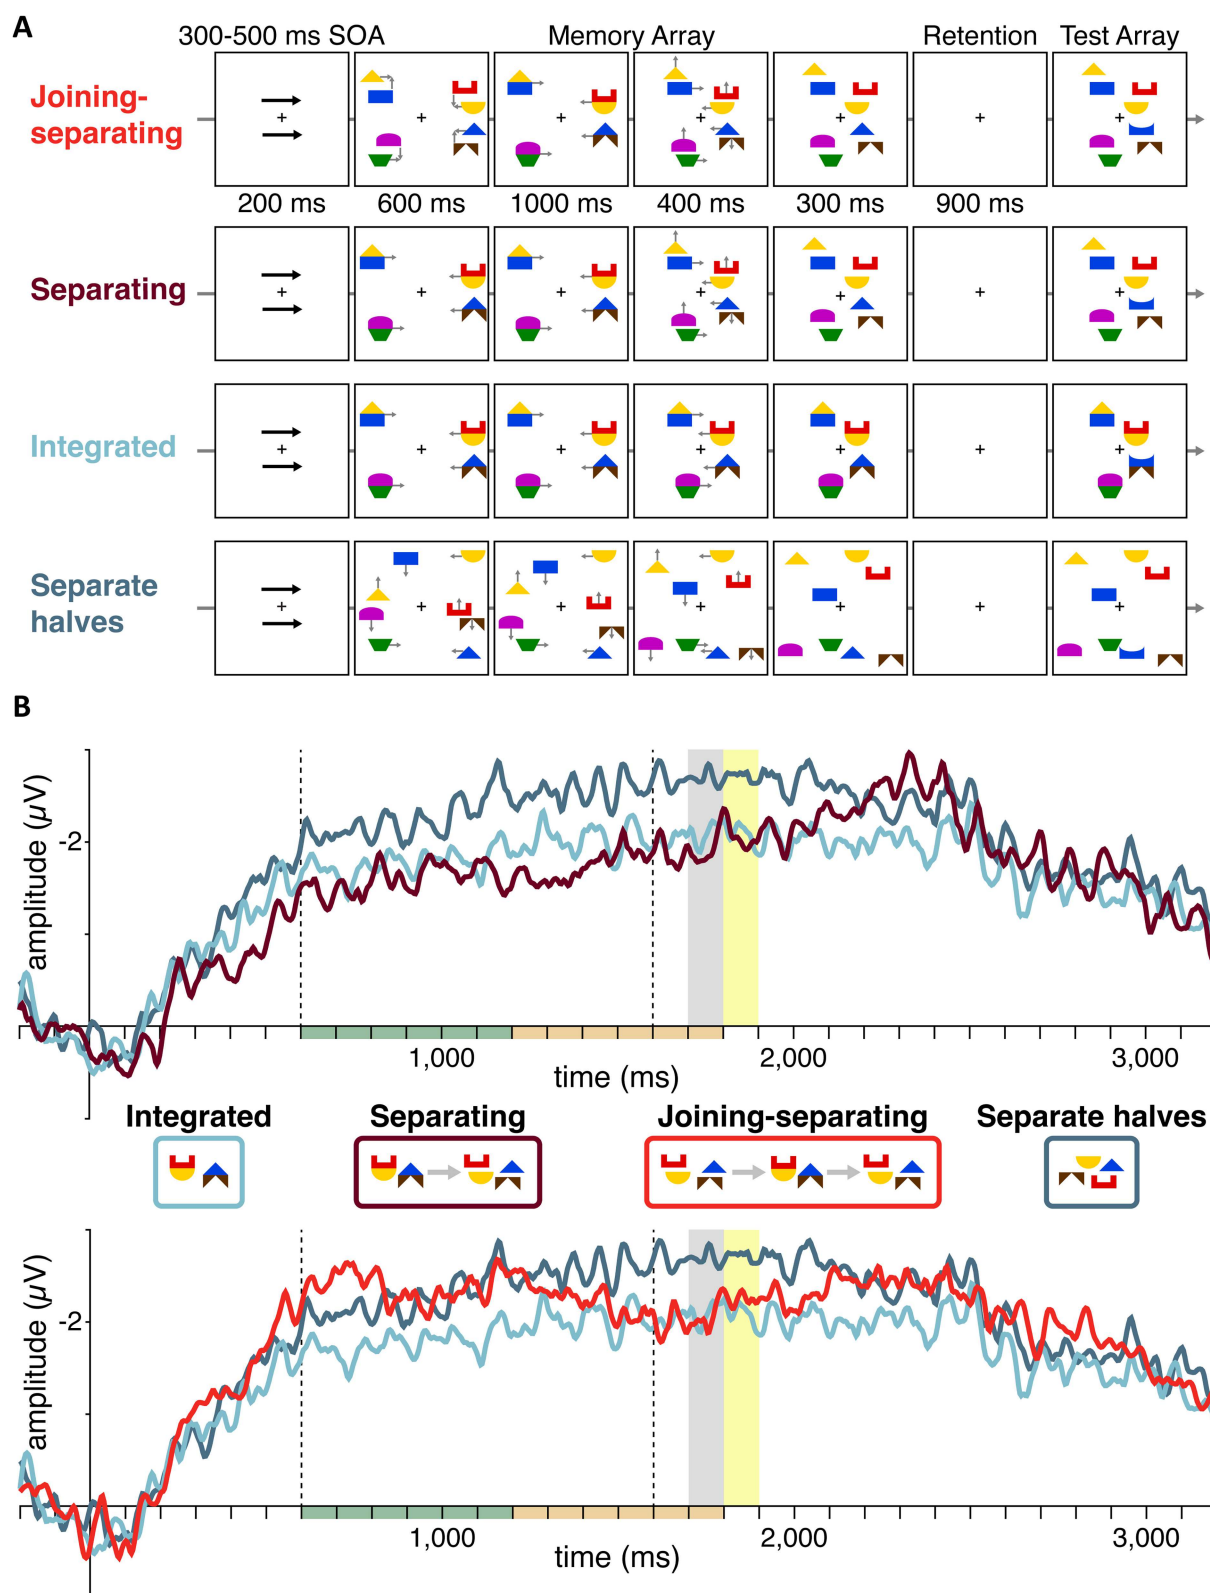 A
300-500 ms SOA Memory Array Retention Test Array
Joining-
separating
200 ms 600 ms 1000 ms 400 ms 300 ms 900 ms
Separating
Integrated
Separate
halves
B
amplitude (µV)
-2
1,000 2,000 3,000
time (ms)
Integrated Separating Joining-separating Separate halves
amplitude (µV)
-2
1,000 2,000 3,000
time (ms)